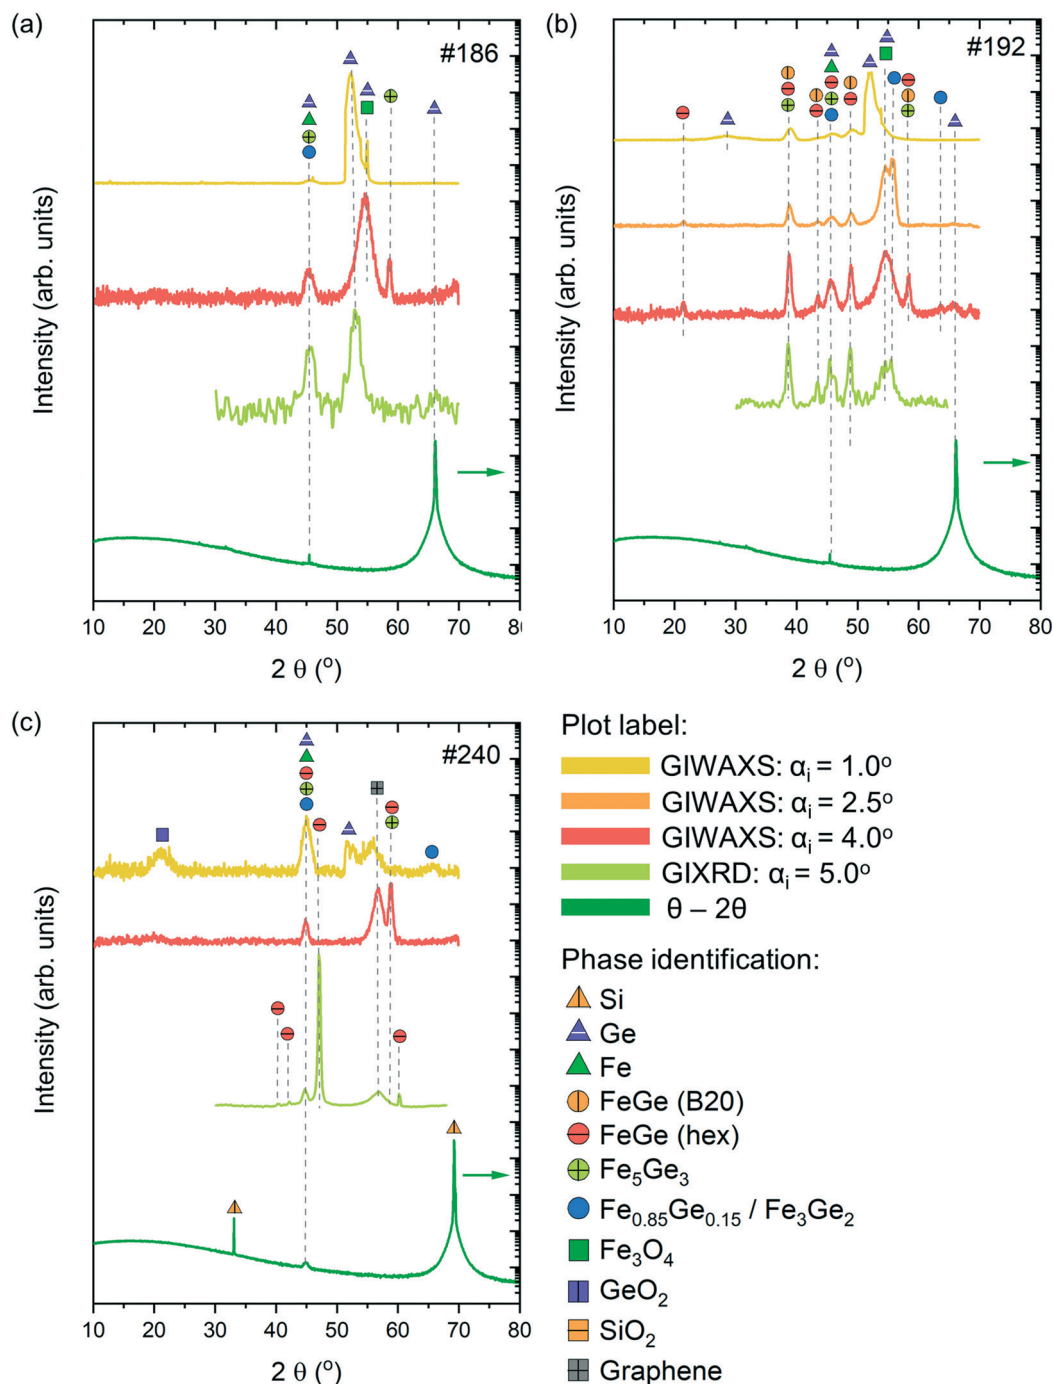 (a)
#186
Intensity (arb. units)
10 20 30 40 50 60 70 80
2 θ (°)
(b)
#192
Intensity (arb. units)
10 20 30 40 50 60 70 80
2 θ (°)
(c)
#240
Intensity (arb. units)
10 20 30 40 50 60 70 80
2 θ (°)
Plot label:
GIWAXS: αᵢ = 1.0°
GIWAXS: αᵢ = 2.5°
GIWAXS: αᵢ = 4.0°
GIXRD: αᵢ = 5.0°
θ – 2θ
Phase identification:
Si
Ge
Fe
FeGe (B20)
FeGe (hex)
Fe₅Ge₃
Fe₀.₈₅Ge₀.₁₅ / Fe₃Ge₂
Fe₃O₄
GeO₂
SiO₂
Graphene